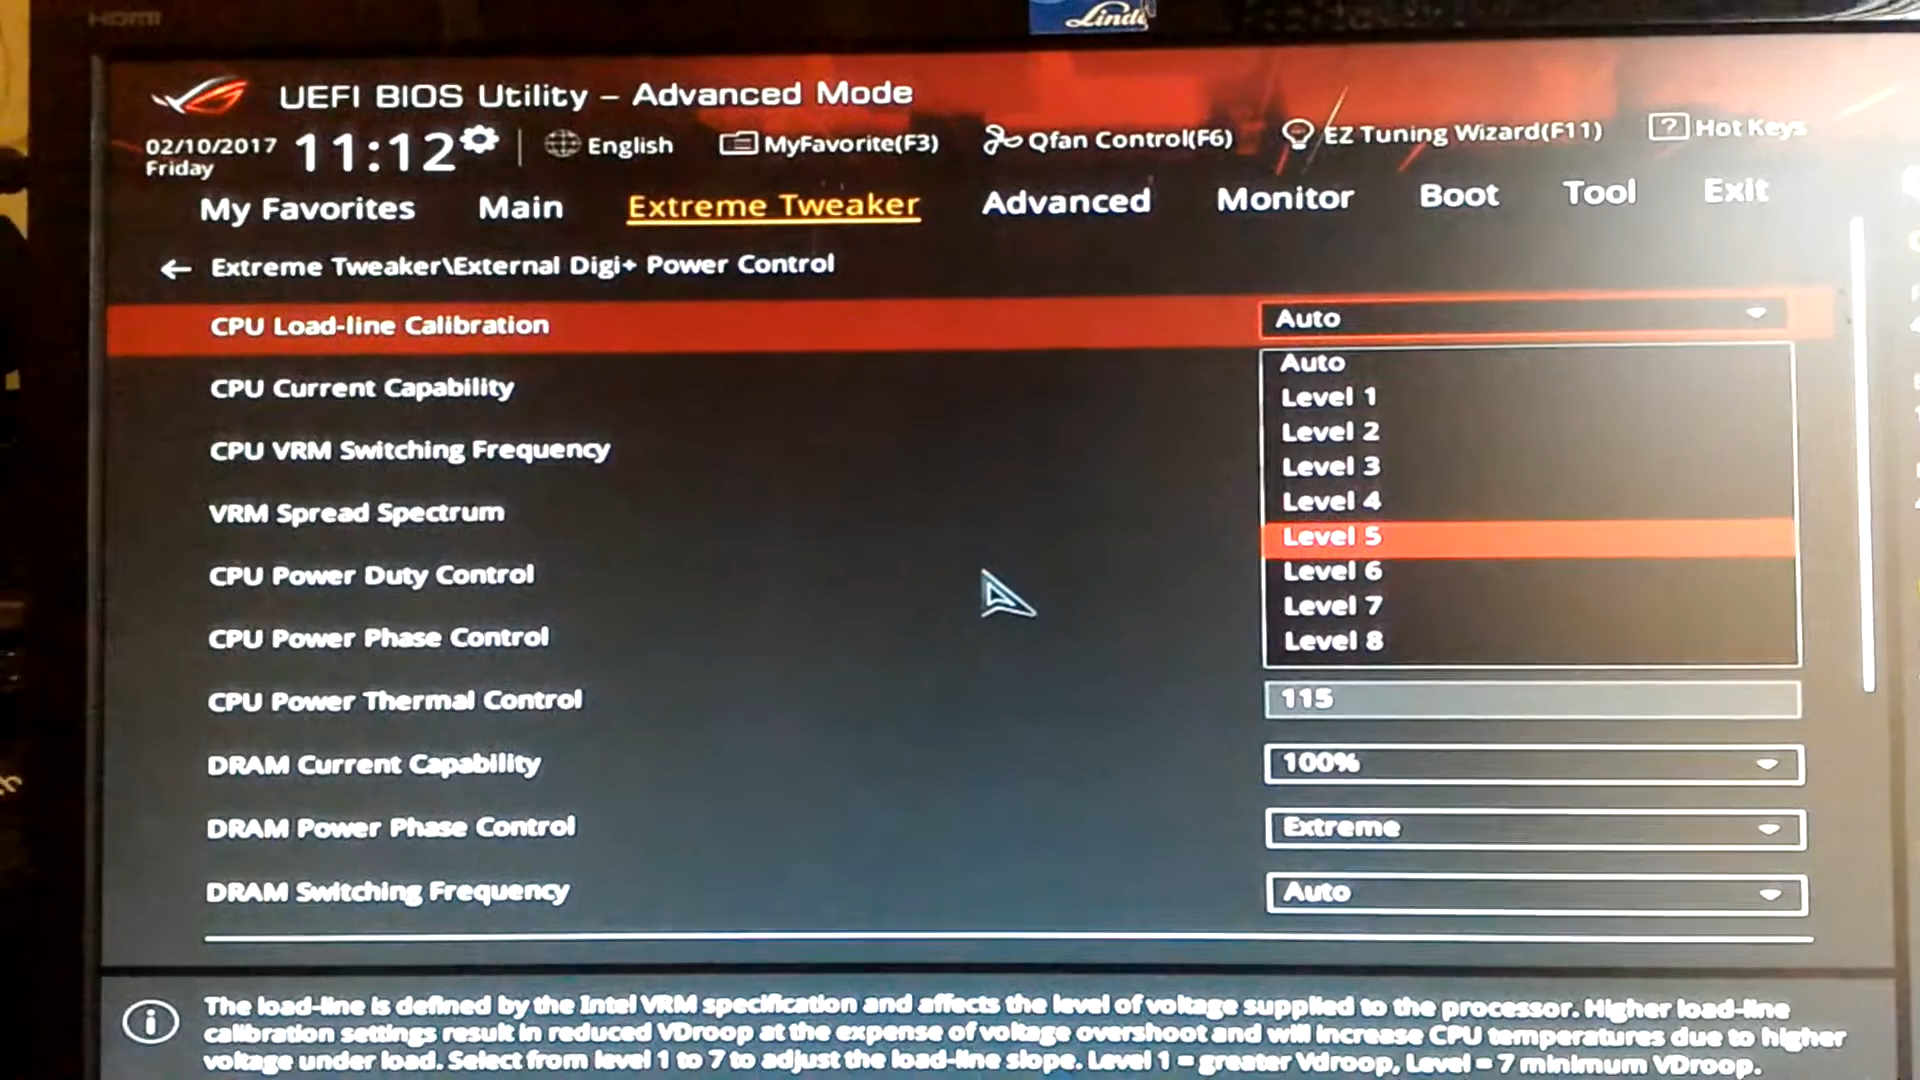 HDMI
UEFI BIOS Utility – Advanced Mode
02/10/2017
Friday
11:12
English
MyFavorite(F3)
Qfan Control(F6)
EZ Tuning Wizard(F11)
? Hot Keys
My Favorites
Main
Extreme Tweaker
Advanced
Monitor
Boot
Tool
Exit
← Extreme Tweaker\External Digi+ Power Control
CPU Load-line Calibration
Auto
Auto
Level 1
Level 2
Level 3
Level 4
Level 5
Level 6
Level 7
Level 8
CPU Current Capability
CPU VRM Switching Frequency
VRM Spread Spectrum
CPU Power Duty Control
CPU Power Phase Control
CPU Power Thermal Control
115
DRAM Current Capability
100%
DRAM Power Phase Control
Extreme
DRAM Switching Frequency
Auto
The load-line is defined by the Intel VRM specification and affects the level of voltage supplied to the processor. Higher load-line
calibration settings result in reduced VDroop at the expense of voltage overshoot and will increase CPU temperatures due to higher
voltage under load. Select from level 1 to 7 to adjust the load-line slope. Level 1 = greater Vdroop, Level = 7 minimum VDroop.